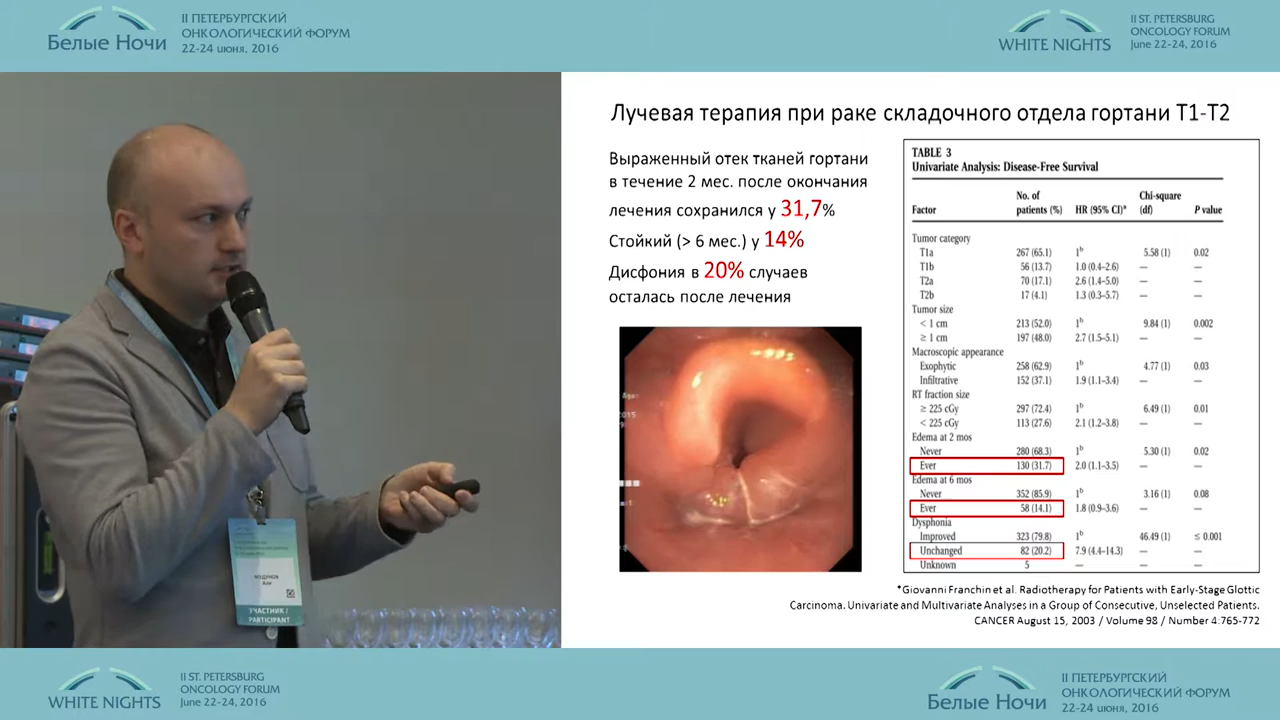 Белые Ночи
II ПЕТЕРБУРГСКИЙ
ОНКОЛОГИЧЕСКИЙ ФОРУМ
22-24 июня, 2016
WHITE NIGHTS
II ST. PETERSBURG
ONCOLOGY FORUM
June 22-24, 2016
Лучевая терапия при раке складочного отдела гортани T1-T2
Выраженный отек тканей гортани
в течение 2 мес. после окончания
лечения сохранился у 31,7%
Стойкий (> 6 мес.) у 14%
Дисфония в 20% случаев
осталась после лечения
TABLE 3
Univariate Analysis: Disease-Free Survival
Factor No. of patients (%) HR (95% CI)a Chi-square (df) P value
Tumor category
T1a 267 (65.1) 1b 5.58 (1) 0.02
T1b 56 (13.7) 1.0 (0.4–2.6) — —
T2a 70 (17.1) 2.6 (1.4–5.0) — —
T2b 17 (4.1) 1.3 (0.3–5.7) — —
Tumor size
< 1 cm 213 (52.0) 1b 9.84 (1) 0.002
≥ 1 cm 197 (48.0) 2.7 (1.5–5.1) — —
Macroscopic appearance
Exophytic 258 (62.9) 1b 4.77 (1) 0.03
Infiltrative 152 (37.1) 1.9 (1.1–3.4) — —
RT fraction size
≥ 225 cGy 297 (72.4) 1b 6.49 (1) 0.01
< 225 cGy 113 (27.6) 2.1 (1.2–3.8) — —
Edema at 2 mos
Never 280 (68.3) 1b 5.30 (1) 0.02
Ever 130 (31.7) 2.0 (1.1–3.5) — —
Edema at 6 mos
Never 352 (85.9) 1b 3.16 (1) 0.08
Ever 58 (14.1) 1.8 (0.9–3.6) — —
Dysphonia
Improved 323 (79.8) 1b 46.49 (1) ≤ 0.001
Unchanged 82 (20.2) 7.9 (4.4–14.3) — —
Unknown 5 — — —
Age:
2015
*Giovanni Franchin et al. Radiotherapy for Patients with Early-Stage Glottic
Carcinoma. Univariate and Multivariate Analyses in a Group of Consecutive, Unselected Patients.
CANCER August 15, 2003 / Volume 98 / Number 4:765-772
УЧАСТНИК /
PARTICIPANT
WHITE NIGHTS
II ST. PETERSBURG
ONCOLOGY FORUM
June 22-24, 2016
Белые Ночи
II ПЕТЕРБУРГСКИЙ
ОНКОЛОГИЧЕСКИЙ ФОРУМ
22-24 июня, 2016